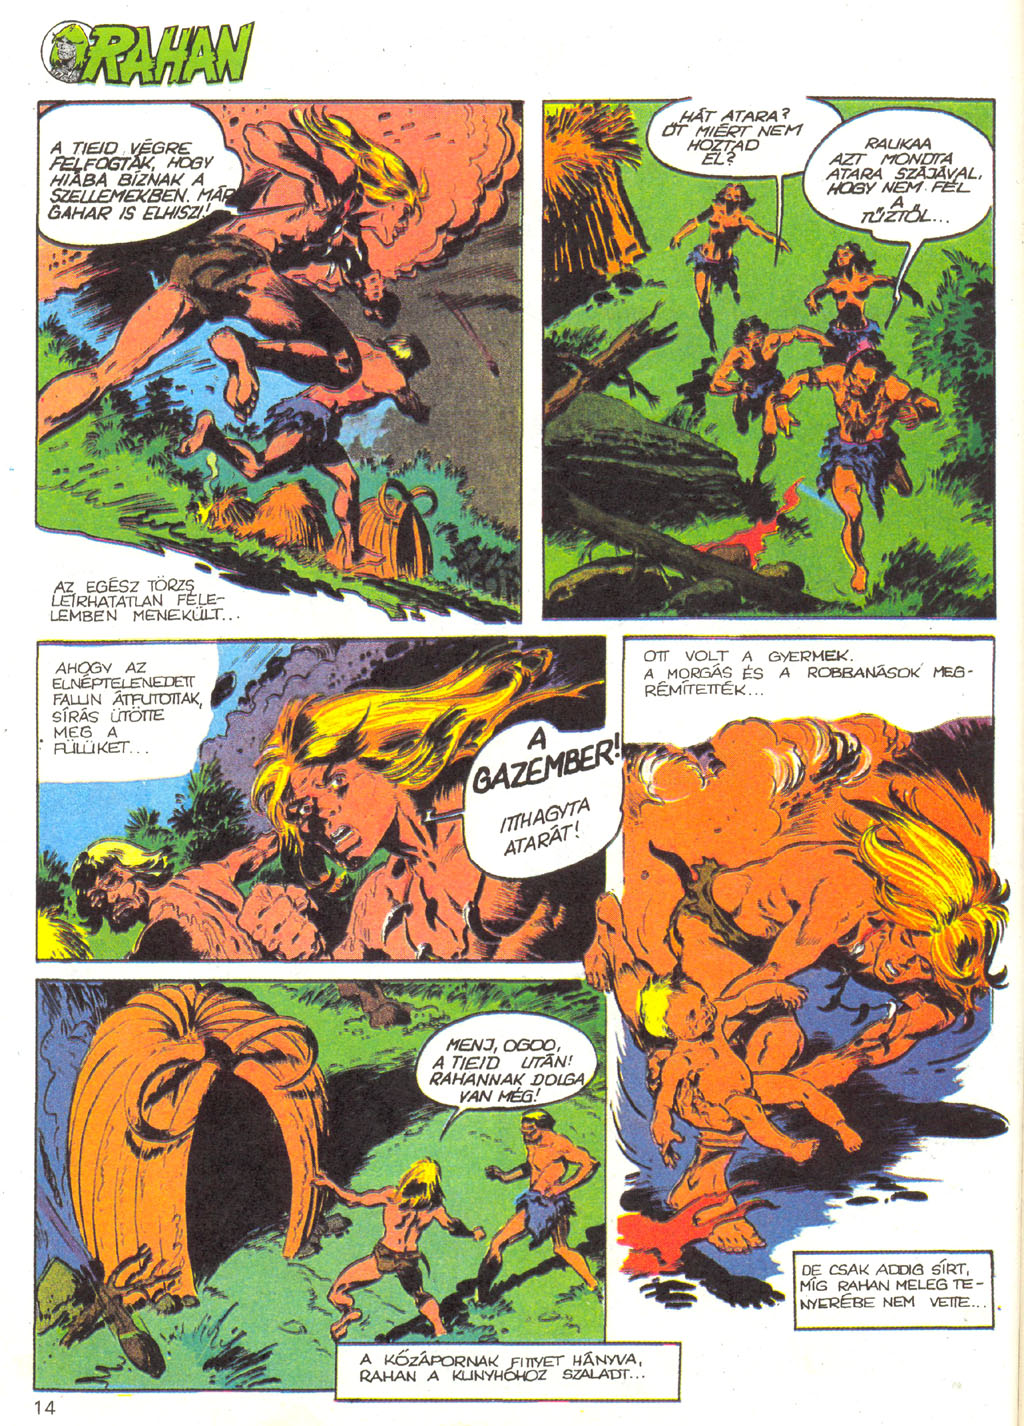 RAHAN
A TIEID VÉGRE
FELFOGTÁK, HOGY
HIÁBA BÍZNAK A
SZELLEMEKBEN. MÁR
GAHAR IS ELHISZI!
HÁT ATARA?
ŐT MIÉRT NEM
HOZTAD
EL?
RAUKAA
AZT MONDTA
ATARA SZÁJÁVAL,
HOGY NEM FÉL
A
TŰZTŐL...
AZ EGÉSZ TÖRZS
LEÍRHATATLAN FÉLE-
LEMBEN MENEKÜLT...
AHOGY AZ
ELNÉPTELENEDETT
FALUN ÁTFUTOTTAK,
SÍRÁS ÜTÖTTE
MEG A
FÜLÜKET...
A
GAZEMBER!
ITTHAGYTA
ATARÁT!
OTT VOLT A GYERMEK.
A MORGÁS ÉS A ROBBANÁSOK MEG-
RÉMÍTETTÉK...
MENJ, OGOO,
A TIEID UTÁN!
RAHANNAK DOLGA
VAN MÉG!
A KŐZÁPORNAK FITTYET HÁNYVA,
RAHAN A KUNYHÓHOZ SZALADT...
DE CSAK ADDIG SÍRT,
MÍG RAHAN MELEG TE-
NYERÉBE NEM VETTE...
14